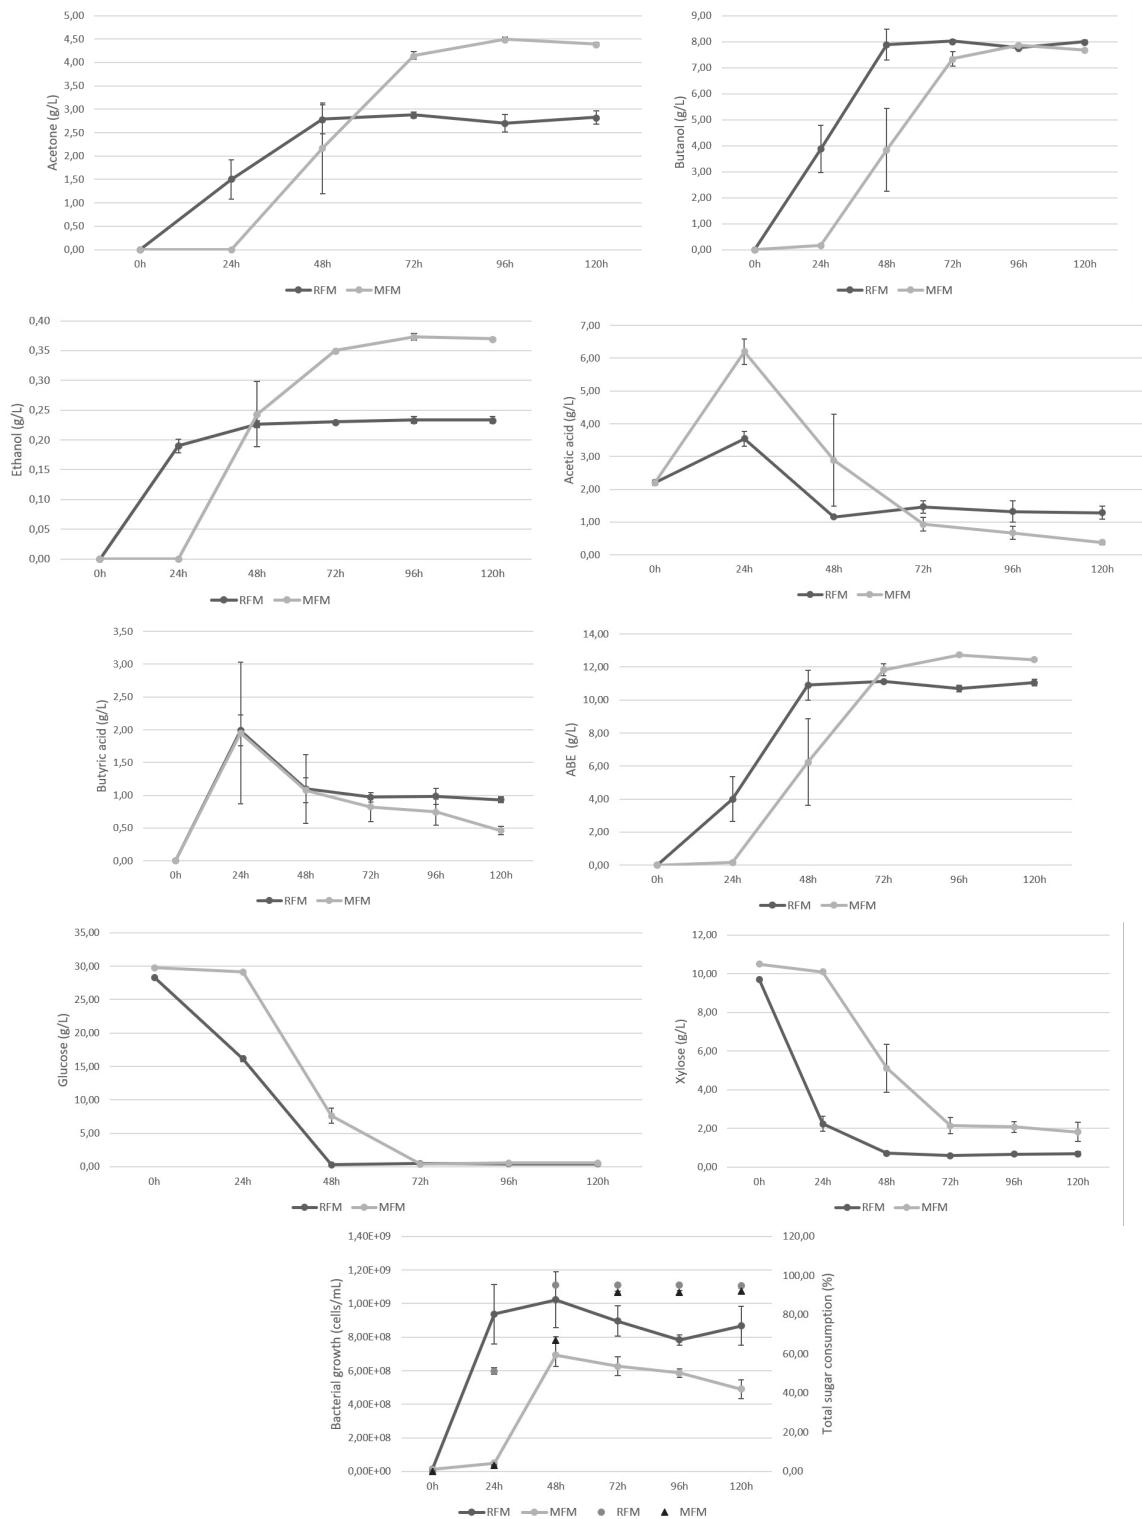 Acetone (g/L)
5,00
4,50
4,00
3,50
3,00
2,50
2,00
1,50
1,00
0,50
0,00
0h 24h 48h 72h 96h 120h
RFM MFM
Butanol (g/L)
9,00
8,00
7,00
6,00
5,00
4,00
3,00
2,00
1,00
0,00
0h 24h 48h 72h 96h 120h
RFM MFM
Ethanol (g/L)
0,40
0,35
0,30
0,25
0,20
0,15
0,10
0,05
0,00
0h 24h 48h 72h 96h 120h
RFM MFM
Acetic acid (g/L)
7,00
6,00
5,00
4,00
3,00
2,00
1,00
0,00
0h 24h 48h 72h 96h 120h
RFM MFM
Butyric acid (g/L)
3,50
3,00
2,50
2,00
1,50
1,00
0,50
0,00
0h 24h 48h 72h 96h 120h
RFM MFM
ABE (g/L)
14,00
12,00
10,00
8,00
6,00
4,00
2,00
0,00
0h 24h 48h 72h 96h 120h
RFM MFM
Glucose (g/L)
35,00
30,00
25,00
20,00
15,00
10,00
5,00
0,00
0h 24h 48h 72h 96h 120h
RFM MFM
Xylose (g/L)
12,00
10,00
8,00
6,00
4,00
2,00
0,00
0h 24h 48h 72h 96h 120h
RFM MFM
Bacterial growth (cells/mL)
1,40E+09
1,20E+09
1,00E+09
8,00E+08
6,00E+08
4,00E+08
2,00E+08
0,00E+00
0h 24h 48h 72h 96h 120h
120,00
100,00
80,00
60,00
40,00
20,00
0,00
Total sugar consumption (%)
RFM MFM RFM MFM